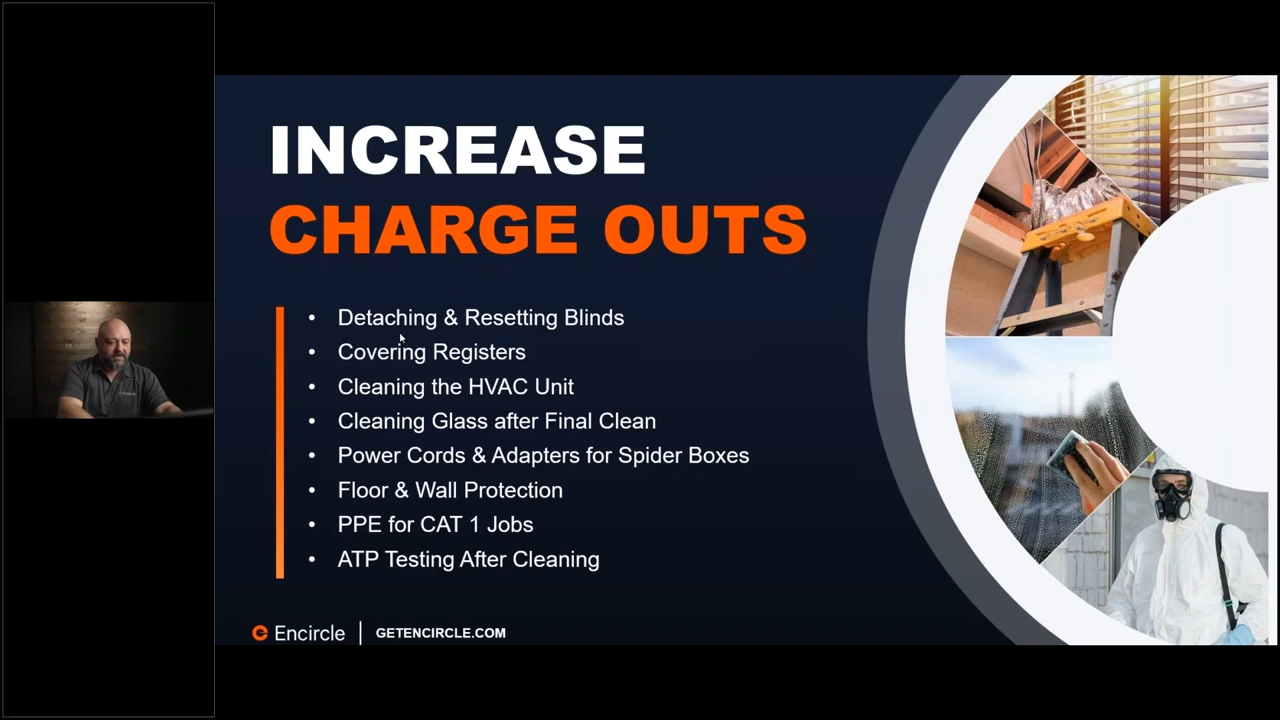 INCREASE
CHARGE OUTS
• Detaching & Resetting Blinds
• Covering Registers
• Cleaning the HVAC Unit
• Cleaning Glass after Final Clean
• Power Cords & Adapters for Spider Boxes
• Floor & Wall Protection
• PPE for CAT 1 Jobs
• ATP Testing After Cleaning
Encircle | GETENCIRCLE.COM